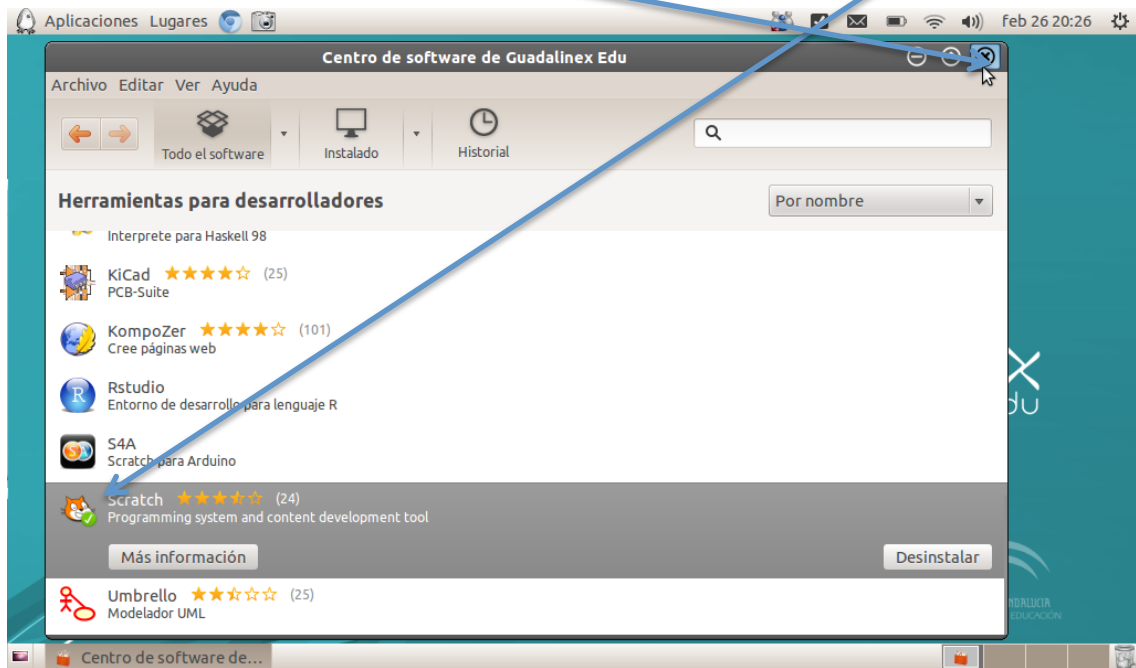 Aplicaciones Lugares feb 26 20:26
Centro de software de Guadalinex Edu
Archivo Editar Ver Ayuda
Todo el software Instalado Historial
Herramientas para desarrolladores Por nombre
Interprete para Haskell 98
KiCad (25)
PCB-Suite
KompoZer (101)
Cree páginas web
Rstudio
R
Entorno de desarrollo para lenguaje R
S4A
Scratch para Arduino
Scratch (24)
Programming system and content development tool
Más información Desinstalar
Umbrello (25)
Modelador UML
Centro de software de...